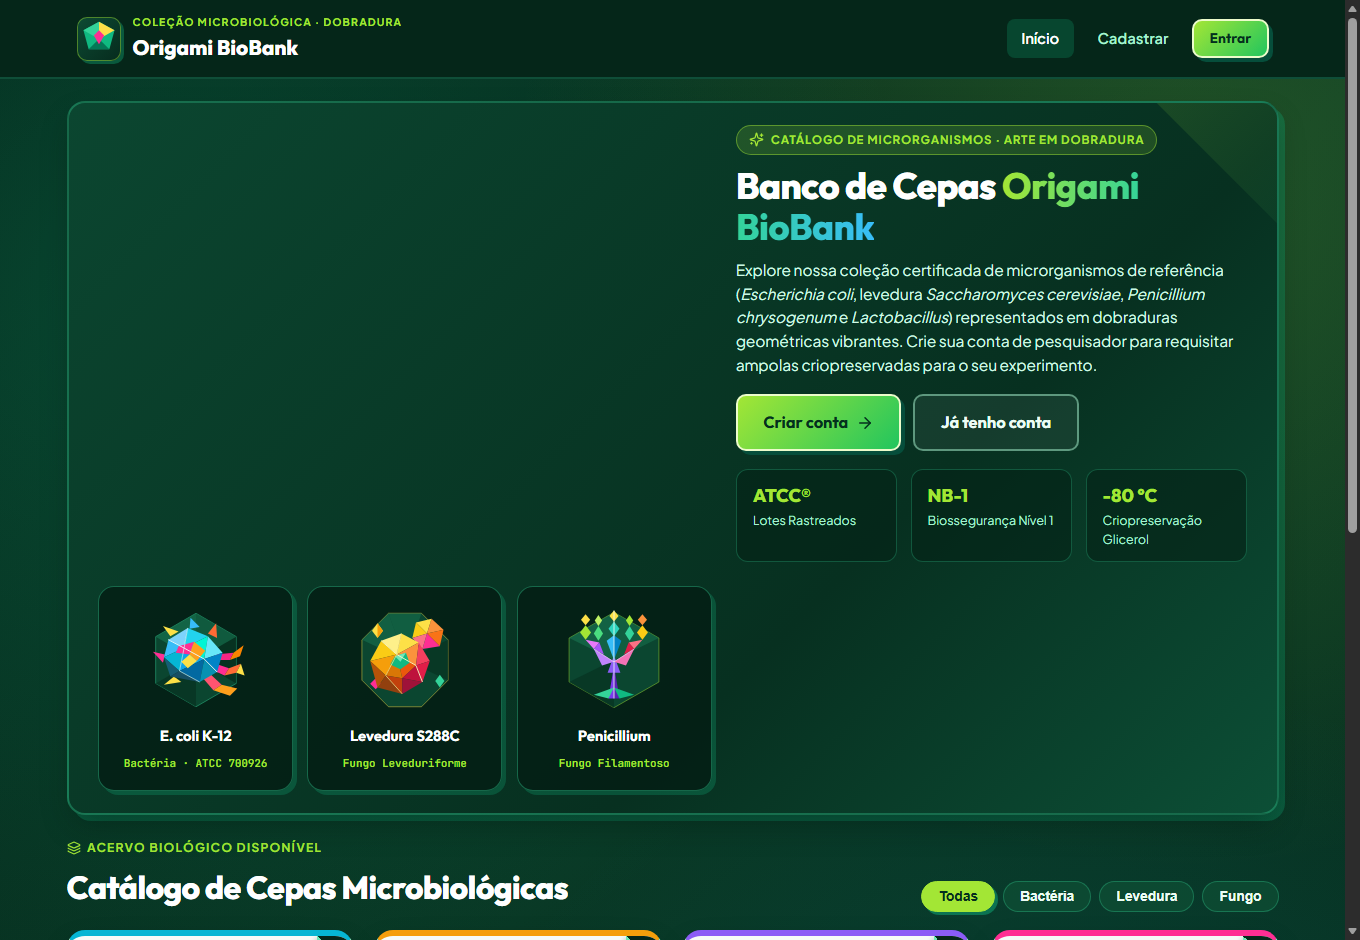 COLEÇÃO MICROBIOLÓGICA · DOBRADURA
Origami BioBank
Início
Cadastrar
Entrar
CATÁLOGO DE MICRORGANISMOS · ARTE EM DOBRADURA
Banco de Cepas Origami
BioBank
Explore nossa coleção certificada de microrganismos de referência
(Escherichia coli, levedura Saccharomyces cerevisiae, Penicillium
chrysogenum e Lactobacillus) representados em dobraduras
geométricas vibrantes. Crie sua conta de pesquisador para requisitar
ampolas criopreservadas para o seu experimento.
Criar conta →
Já tenho conta
ATCC®
Lotes Rastreados
NB-1
Biossegurança Nível 1
-80 °C
Criopreservação
Glicerol
E. coli K-12
Bactéria · ATCC 700926
Levedura S288C
Fungo Leveduriforme
Penicillium
Fungo Filamentoso
ACERVO BIOLÓGICO DISPONÍVEL
Catálogo de Cepas Microbiológicas
Todas
Bactéria
Levedura
Fungo